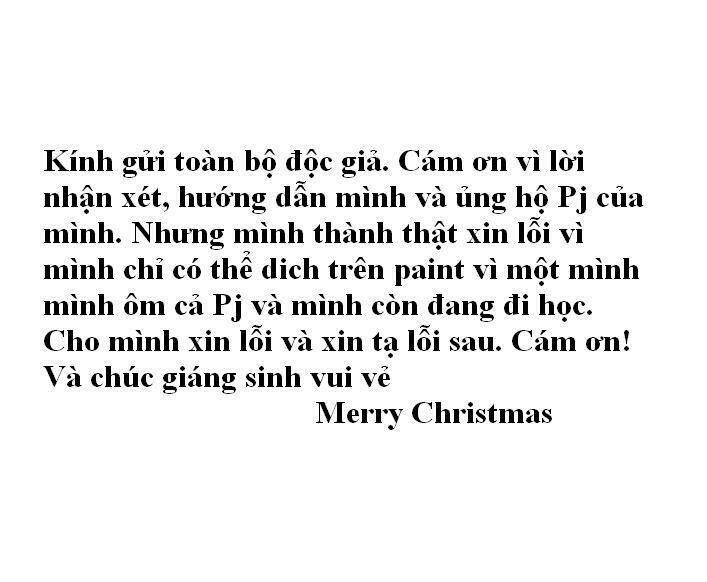 Kính gửi toàn bộ độc giả. Cám ơn vì lời
nhận xét, hướng dẫn mình và ủng hộ Pj của
mình. Nhưng mình thành thật xin lỗi vì
mình chỉ có thể dich trên paint vì một mình
mình ôm cả Pj và mình còn đang đi học.
Cho mình xin lỗi và xin tạ lỗi sau. Cám ơn!
Và chúc giáng sinh vui vẻ
Merry Christmas